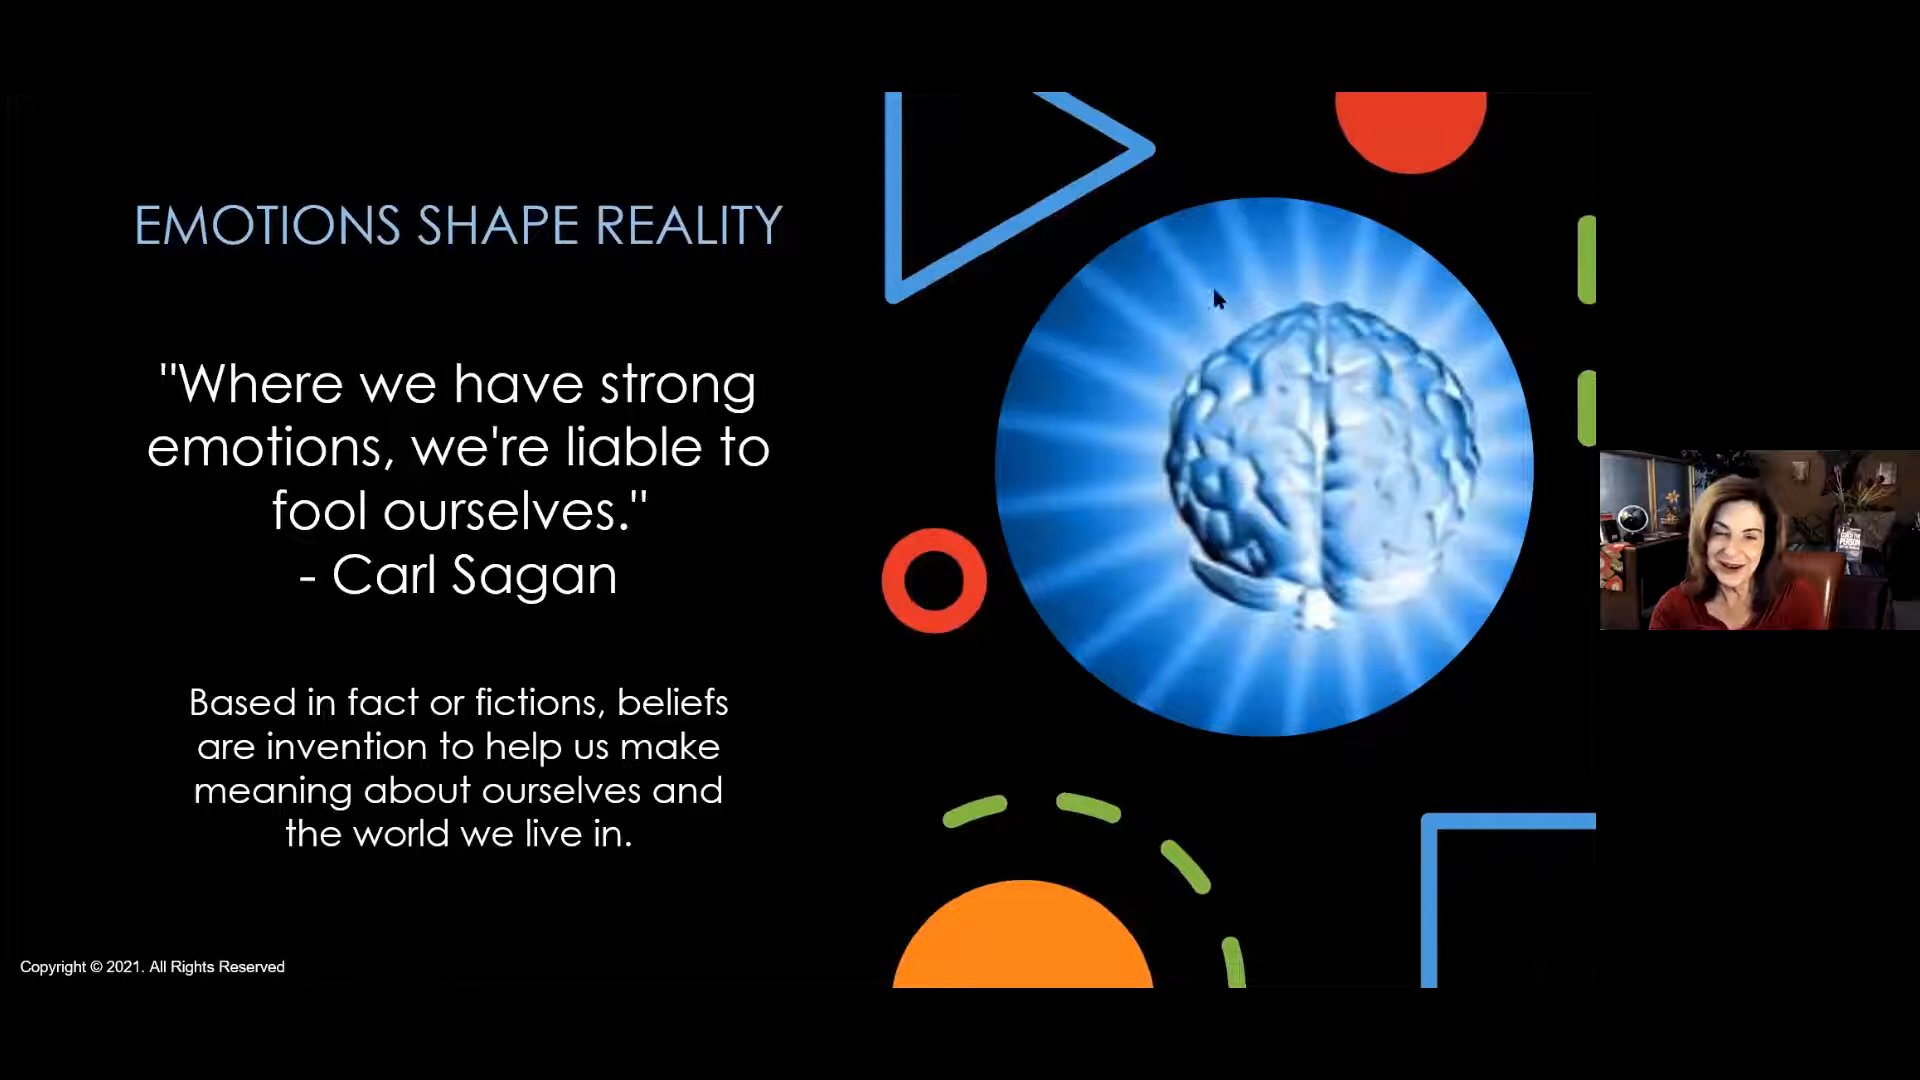 EMOTIONS SHAPE REALITY
"Where we have strong
emotions, we're liable to
fool ourselves."
- Carl Sagan
Based in fact or fictions, beliefs
are invention to help us make
meaning about ourselves and
the world we live in.
Copyright © 2021. All Rights Reserved
PERSON